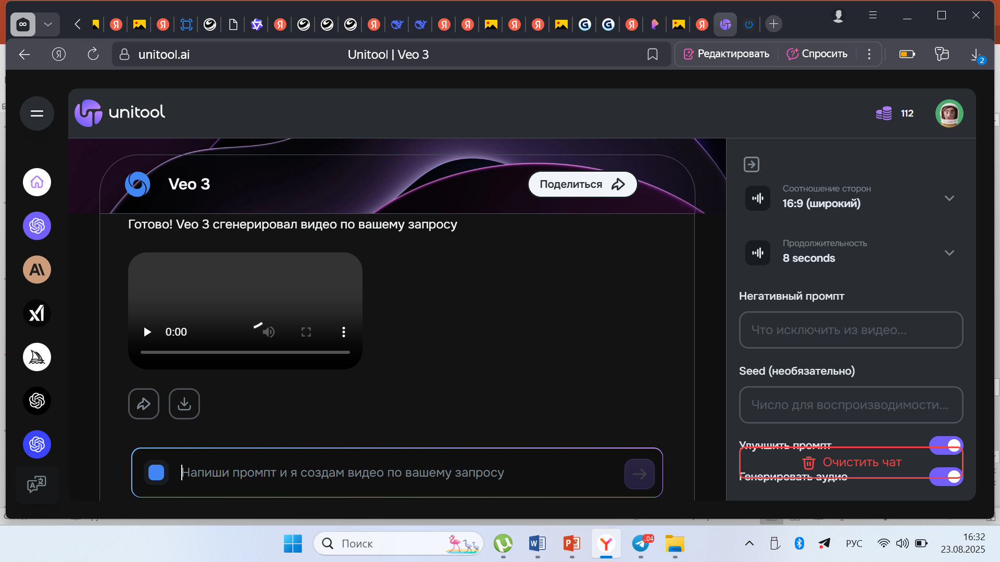 unitool.ai
Unitool | Veo 3
Редактировать
Спросить
2
unitool
112
Veo 3
Поделиться
Готово! Veo 3 сгенерировал видео по вашему запросу
0:00
Напиши промпт и я создам видео по вашему запросу
Соотношение сторон
16:9 (широкий)
Продолжительность
8 seconds
Негативный промпт
Что исключить из видео...
Seed (необязательно)
Число для воспроизводимости...
Улучшить промпт
Очистить чат
Генерировать аудио
Поиск
..04
РУС
16:32
23.08.2025